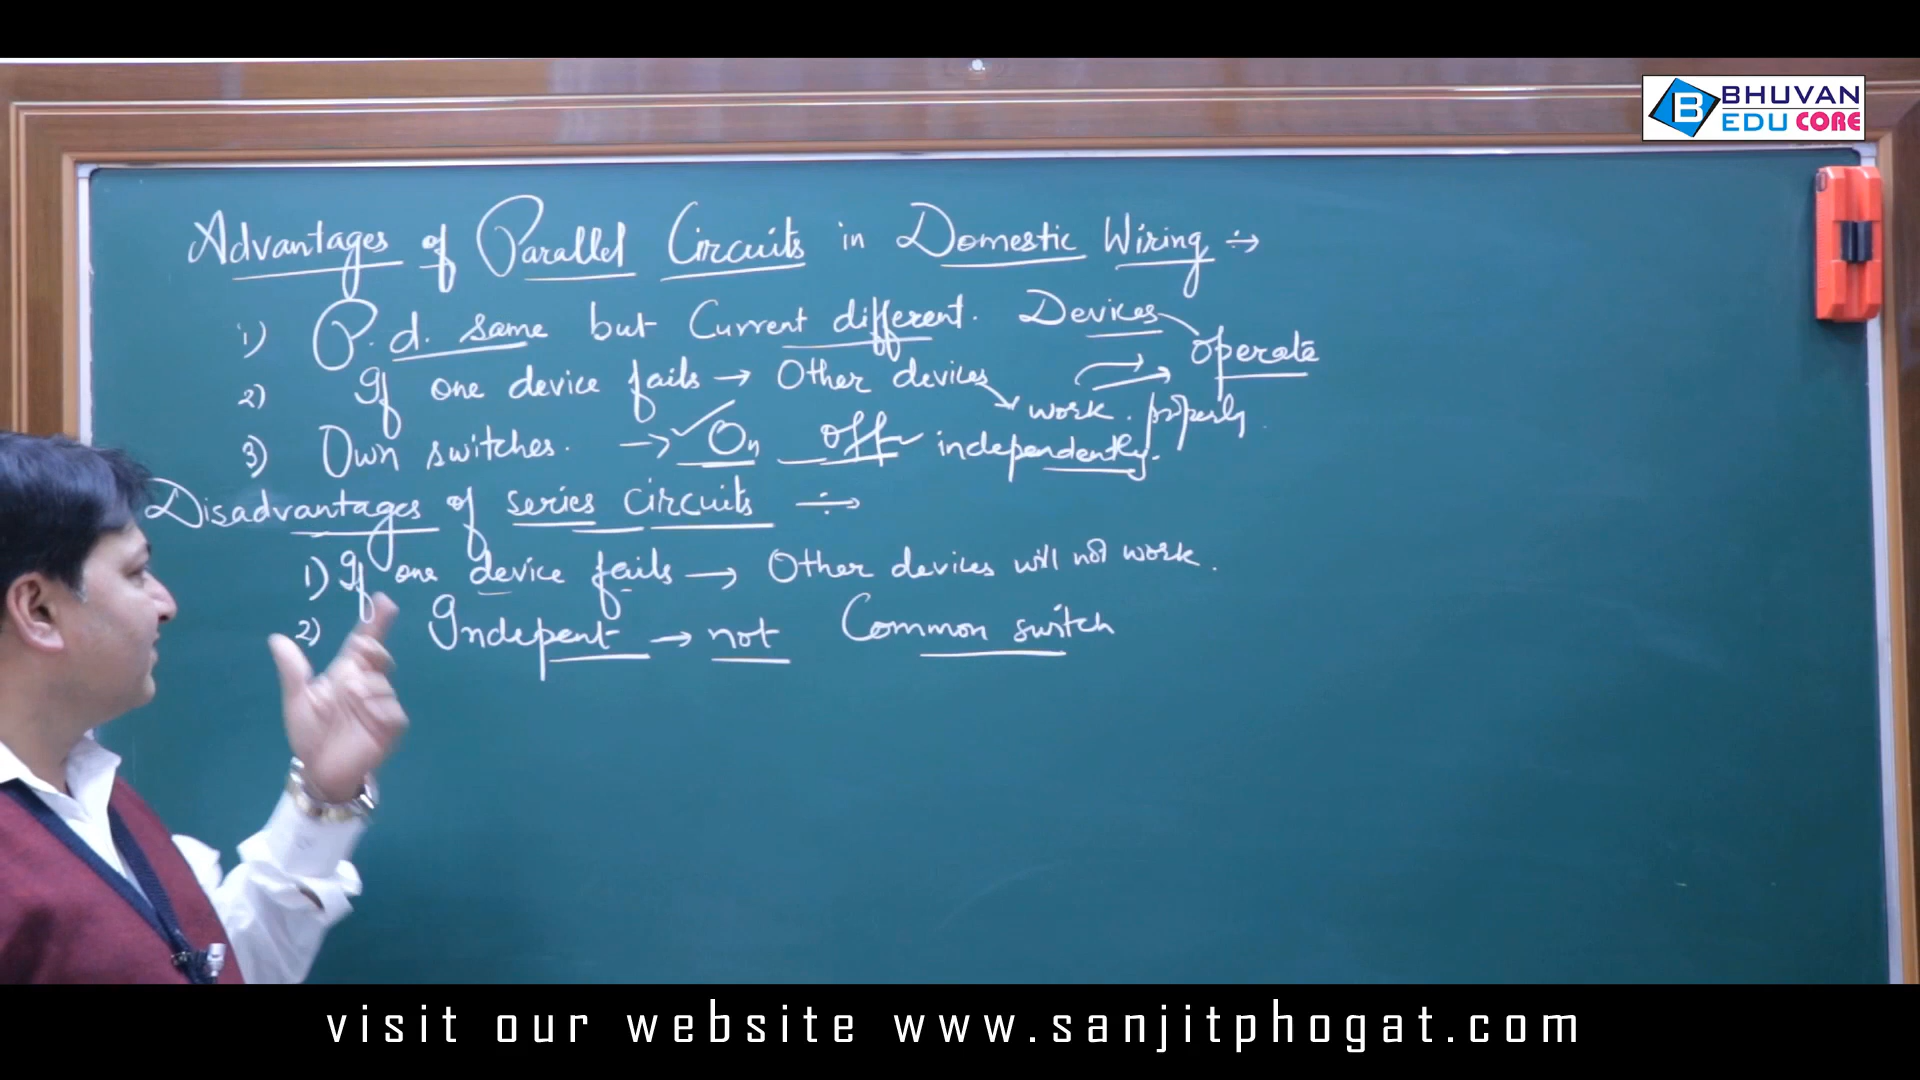 BHUVAN
EDU CORE
Advantages of Parallel Circuits in Domestic Wiring :→
1) P.d. same but Current different. Devices operate properly.
2) If one device fails → Other devices → work.
3) Own switches. → ✓ On off independently.
Disadvantages of series circuits :→
1) If one device fails → Other devices will not work.
2) Indepent → not Common switch
visit our website www.sanjitphogat.com